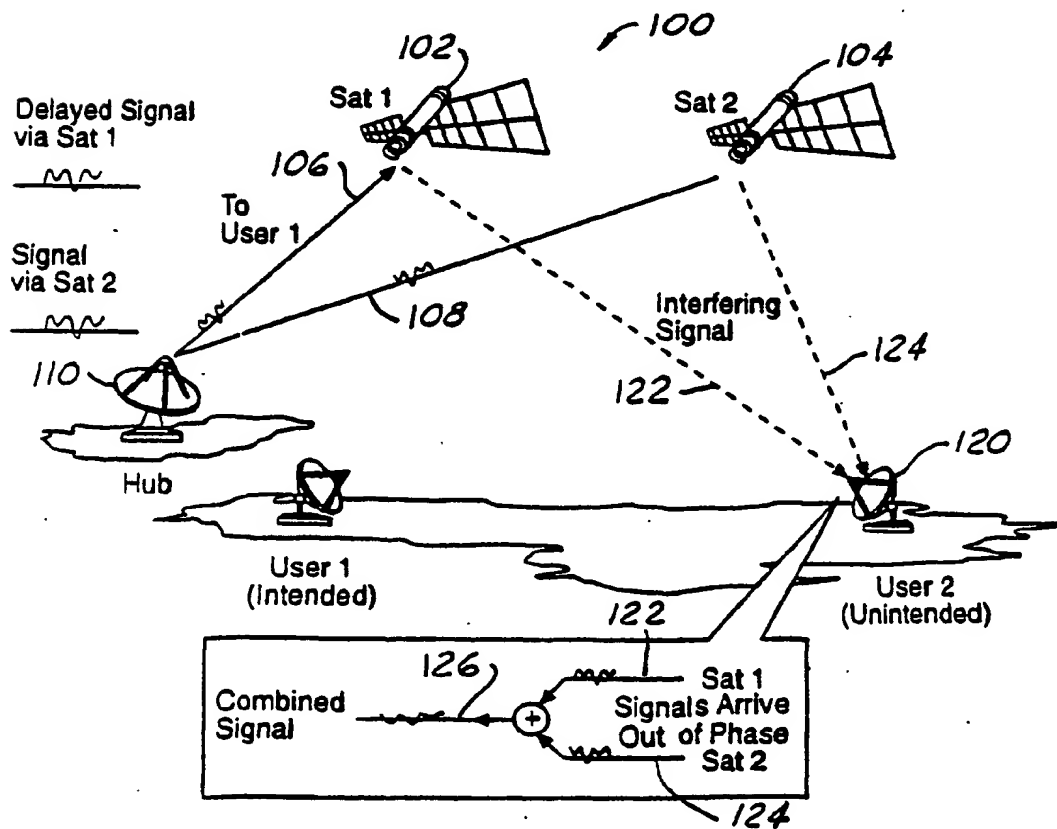 100
102
104
Sat 1
Sat 2
Delayed Signal
via Sat 1
106
To
User 1
Signal
via Sat 2
108
Interfering
Signal
124
122
110
120
Hub
User 1
(Intended)
User 2
(Unintended)
122
126
Sat 1
Combined
Signal
+
Signals Arrive
Out of Phase
Sat 2
124